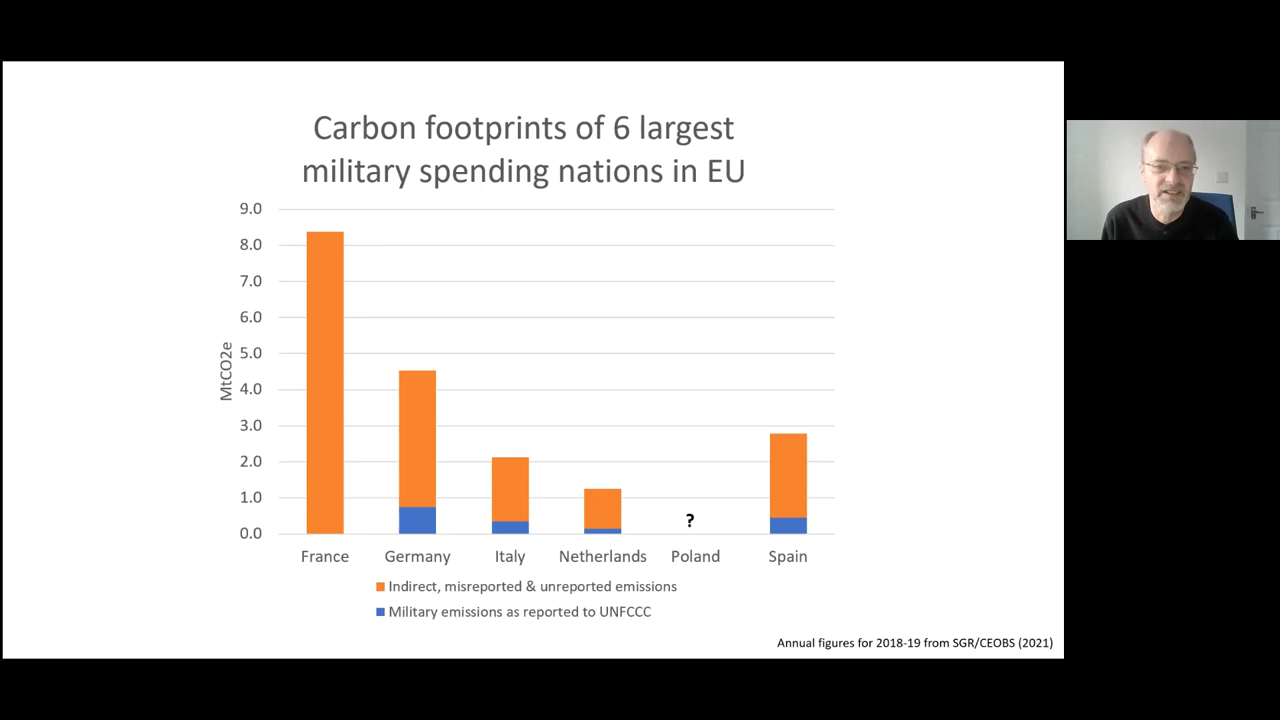 Carbon footprints of 6 largest
military spending nations in EU
9.0
8.0
7.0
6.0
5.0
4.0
3.0
2.0
1.0
0.0
MtCO2e
?
France Germany Italy Netherlands Poland Spain
Indirect, misreported & unreported emissions
Military emissions as reported to UNFCCC
Annual figures for 2018-19 from SGR/CEOBS (2021)